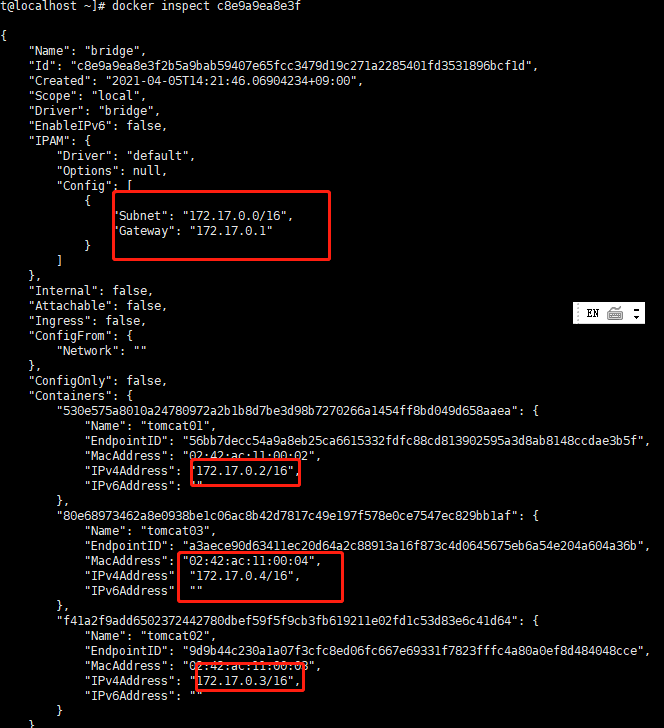 t@localhost ~]# docker inspect c8e9a9ea8e3f
{
"Name": "bridge",
"Id": "c8e9a9ea8e3f2b5a9bab59407e65fcc3479d19c271a2285401fd3531896bcf1d",
"Created": "2021-04-05T14:21:46.06904234+09:00",
"Scope": "local",
"Driver": "bridge",
"EnableIPv6": false,
"IPAM": {
"Driver": "default",
"Options": null,
"Config": [
{
"Subnet": "172.17.0.0/16",
"Gateway": "172.17.0.1"
}
]
},
"Internal": false,
"Attachable": false,
"Ingress": false,
EN
"ConfigFrom": {
"Network": ""
},
"ConfigOnly": false,
"Containers": {
"530e575a8010a24780972a2b1b8d7be3d98b7270266a1454ff8bd049d658aaea": {
"Name": "tomcat01",
"EndpointID": "56bb7decc54a9a8eb25ca6615332fdfc88cd813902595a3d8ab8148ccdae3b5f",
"MacAddress": "02:42:ac:11:00:02",
"IPv4Address": "172.17.0.2/16",
"IPv6Address": ""
},
"80e68973462a8e0938be1c06ac8b42d7817c49e197f578e0ce7547ec829bb1af": {
"Name": "tomcat03",
"EndpointID": "a3aece90d63411ec20d64a2c88913a16f873c4d0645675eb6a54e204a604a36b",
"MacAddress": "02:42:ac:11:00:04",
"IPv4Address": "172.17.0.4/16",
"IPv6Address": ""
},
"f41a2f9add6502372442780dbef59f5f9cb3fb619211e02fd1c53d83e6c41d64": {
"Name": "tomcat02",
"EndpointID": "9d9b44c230a1a07f3cfc8ed06fc667e69331f7823fffc4a80a0ef8d484048cce",
"MacAddress": "02:42:ac:11:00:03",
"IPv4Address": "172.17.0.3/16",
"IPv6Address": ""
}
},